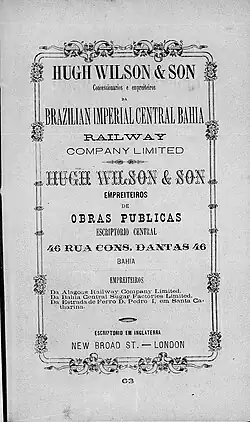 HUGH WILSON & SON
Concessionarios e empreiteiros
DA
BRAZILIAN IMPERIAL CENTRAL BAHIA
RAILWAY
COMPANY LIMITED
HUGH WILSON & SON
EMPREITEIROS
DE
OBRAS PUBLICAS
ESCRIPTORIO CENTRAL
46 RUA CONS. DANTAS 46
BAHIA
EMPREITEIROS
Da Alagoas Railway Company Limited.
Da Bahia Central Sugar Factories Limited.
Da Estrada de Ferro D. Pedro I, em Santa Ca-
tharina.
ESCRIPTORIO EM INGLATERRA
NEW BROAD ST. — LONDON
63